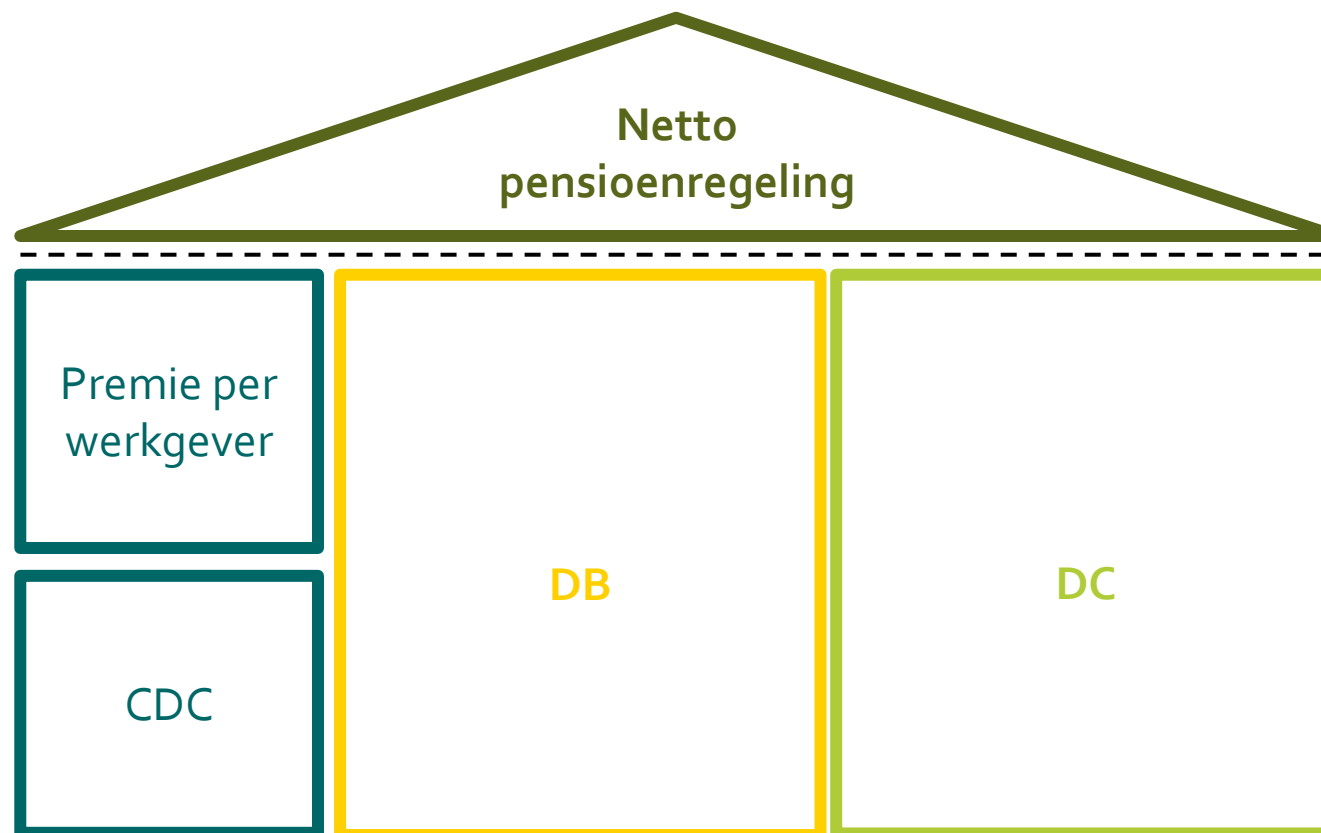 Netto
pensioenregeling
Premie per
werkgever
DB
DC
CDC